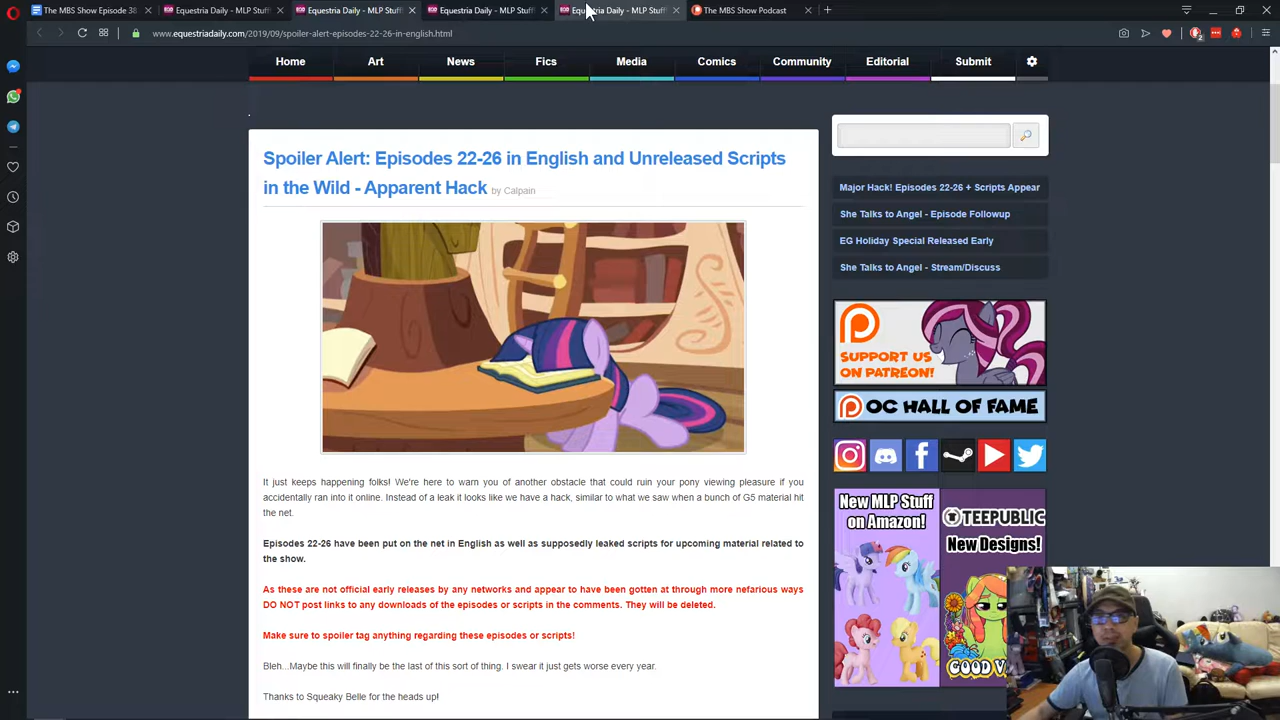 The MBS Show Episode 38
Equestria Daily - MLP Stuff
Equestria Daily - MLP Stuff!
Equestria Daily - MLP Stuff!
Equestria Daily - MLP Stuff!
The MBS Show Podcast
www.equestriadaily.com/2019/09/spoiler-alert-episodes-22-26-in-english.html
Home Art News Fics Media Comics Community Editorial Submit
Spoiler Alert: Episodes 22-26 in English and Unreleased Scripts
in the Wild - Apparent Hack by Calpain
It just keeps happening folks! We're here to warn you of another obstacle that could ruin your pony viewing pleasure if you
accidentally ran into it online. Instead of a leak it looks like we have a hack, similar to what we saw when a bunch of G5 material hit
the net.
Episodes 22-26 have been put on the net in English as well as supposedly leaked scripts for upcoming material related to
the show.
As these are not official early releases by any networks and appear to have been gotten at through more nefarious ways
DO NOT post links to any downloads of the episodes or scripts in the comments. They will be deleted.
Make sure to spoiler tag anything regarding these episodes or scripts!
Bleh...Maybe this will finally be the last of this sort of thing. I swear it just gets worse every year.
Thanks to Squeaky Belle for the heads up!
Major Hack! Episodes 22-26 + Scripts Appear
She Talks to Angel - Episode Followup
EG Holiday Special Released Early
She Talks to Angel - Stream/Discuss
SUPPORT US
ON PATREON!
OC HALL OF FAME
New MLP Stuff
on Amazon!
TEEPUBLIC
New Designs!
GOOD V